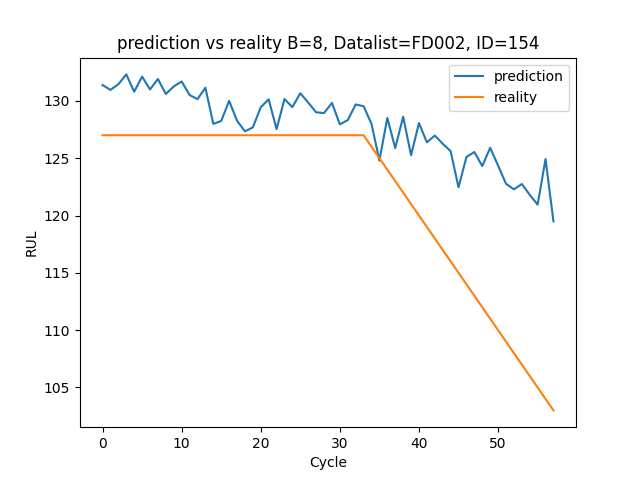 prediction vs reality B=8, Datalist=FD002, ID=154
prediction
reality
RUL
130
125
120
115
110
105
0 10 20 30 40 50
Cycle